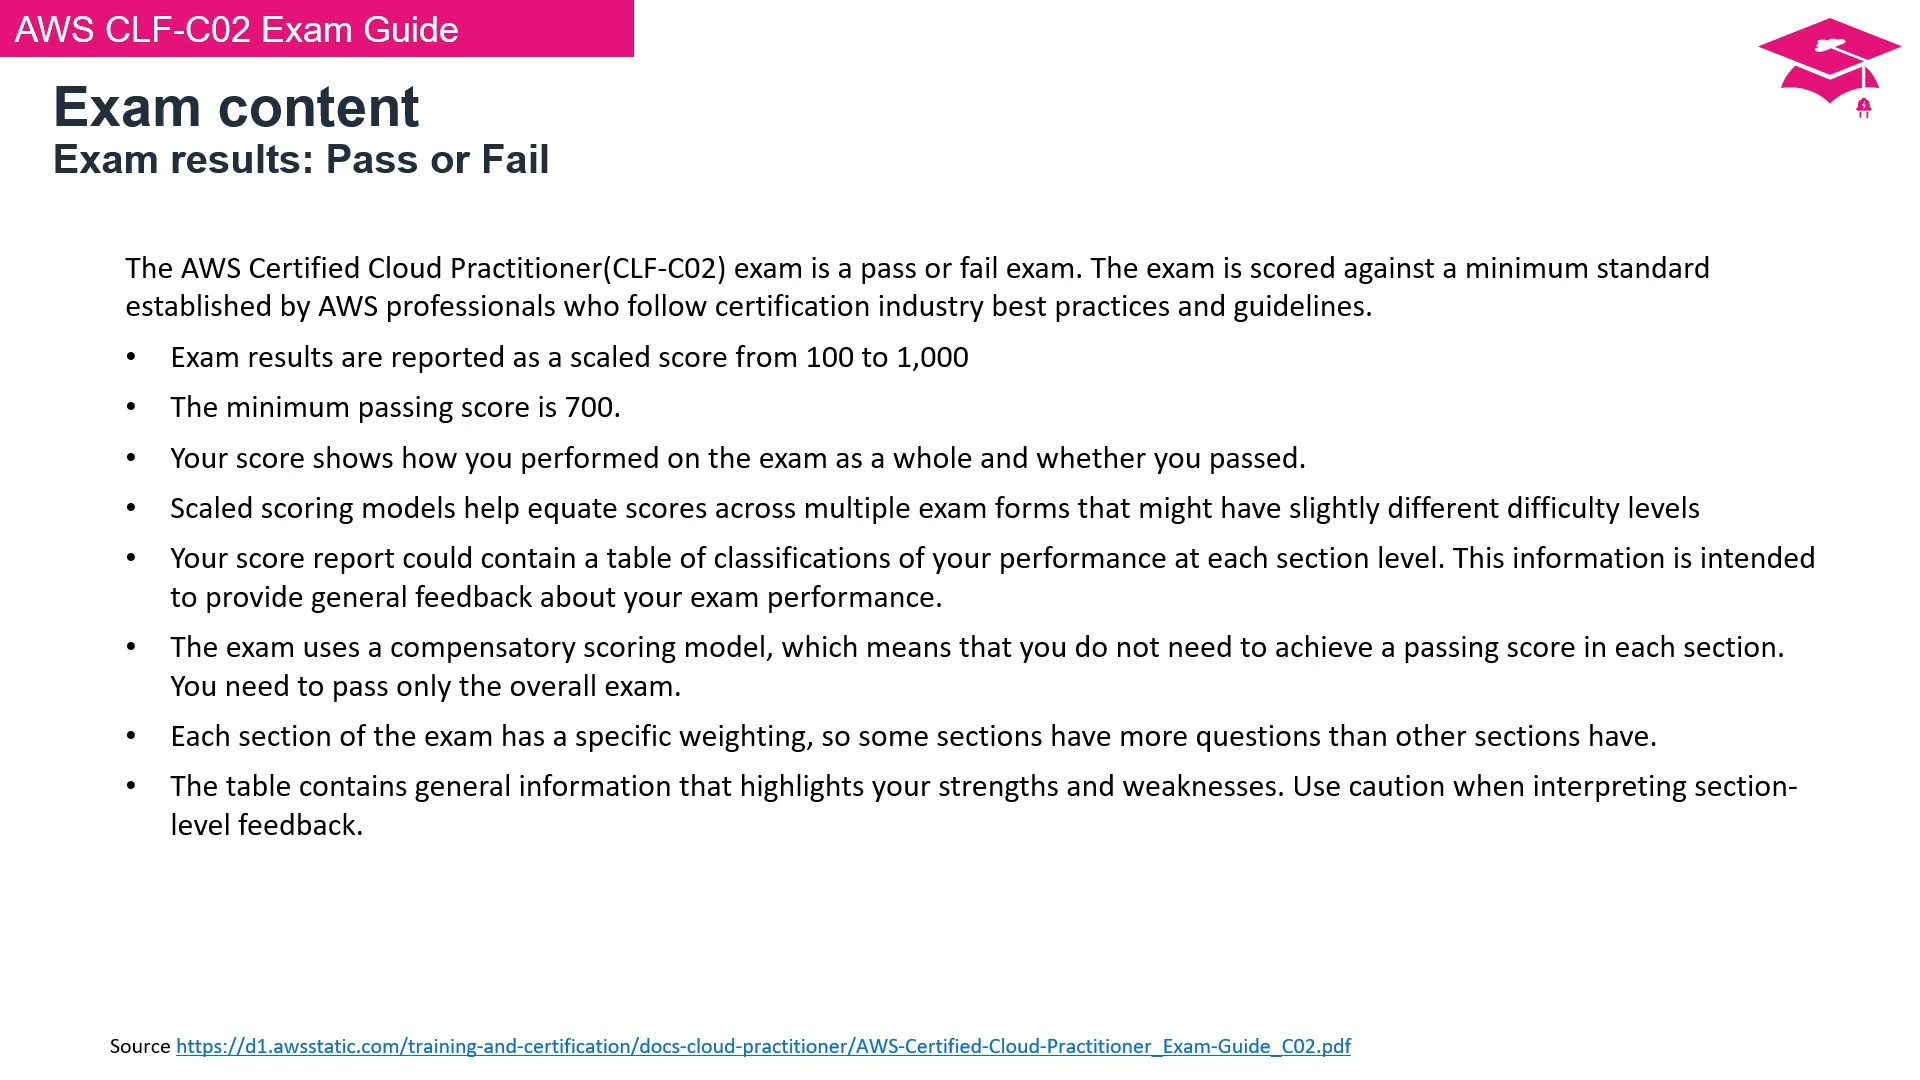 AWS CLF-C02 Exam Guide
Exam content
Exam results: Pass or Fail
The AWS Certified Cloud Practitioner(CLF-C02) exam is a pass or fail exam. The exam is scored against a minimum standard
established by AWS professionals who follow certification industry best practices and guidelines.
• Exam results are reported as a scaled score from 100 to 1,000
• The minimum passing score is 700.
• Your score shows how you performed on the exam as a whole and whether you passed.
• Scaled scoring models help equate scores across multiple exam forms that might have slightly different difficulty levels
• Your score report could contain a table of classifications of your performance at each section level. This information is intended
to provide general feedback about your exam performance.
• The exam uses a compensatory scoring model, which means that you do not need to achieve a passing score in each section.
You need to pass only the overall exam.
• Each section of the exam has a specific weighting, so some sections have more questions than other sections have.
• The table contains general information that highlights your strengths and weaknesses. Use caution when interpreting section-
level feedback.
Source https://d1.awsstatic.com/training-and-certification/docs-cloud-practitioner/AWS-Certified-Cloud-Practitioner_Exam-Guide_C02.pdf